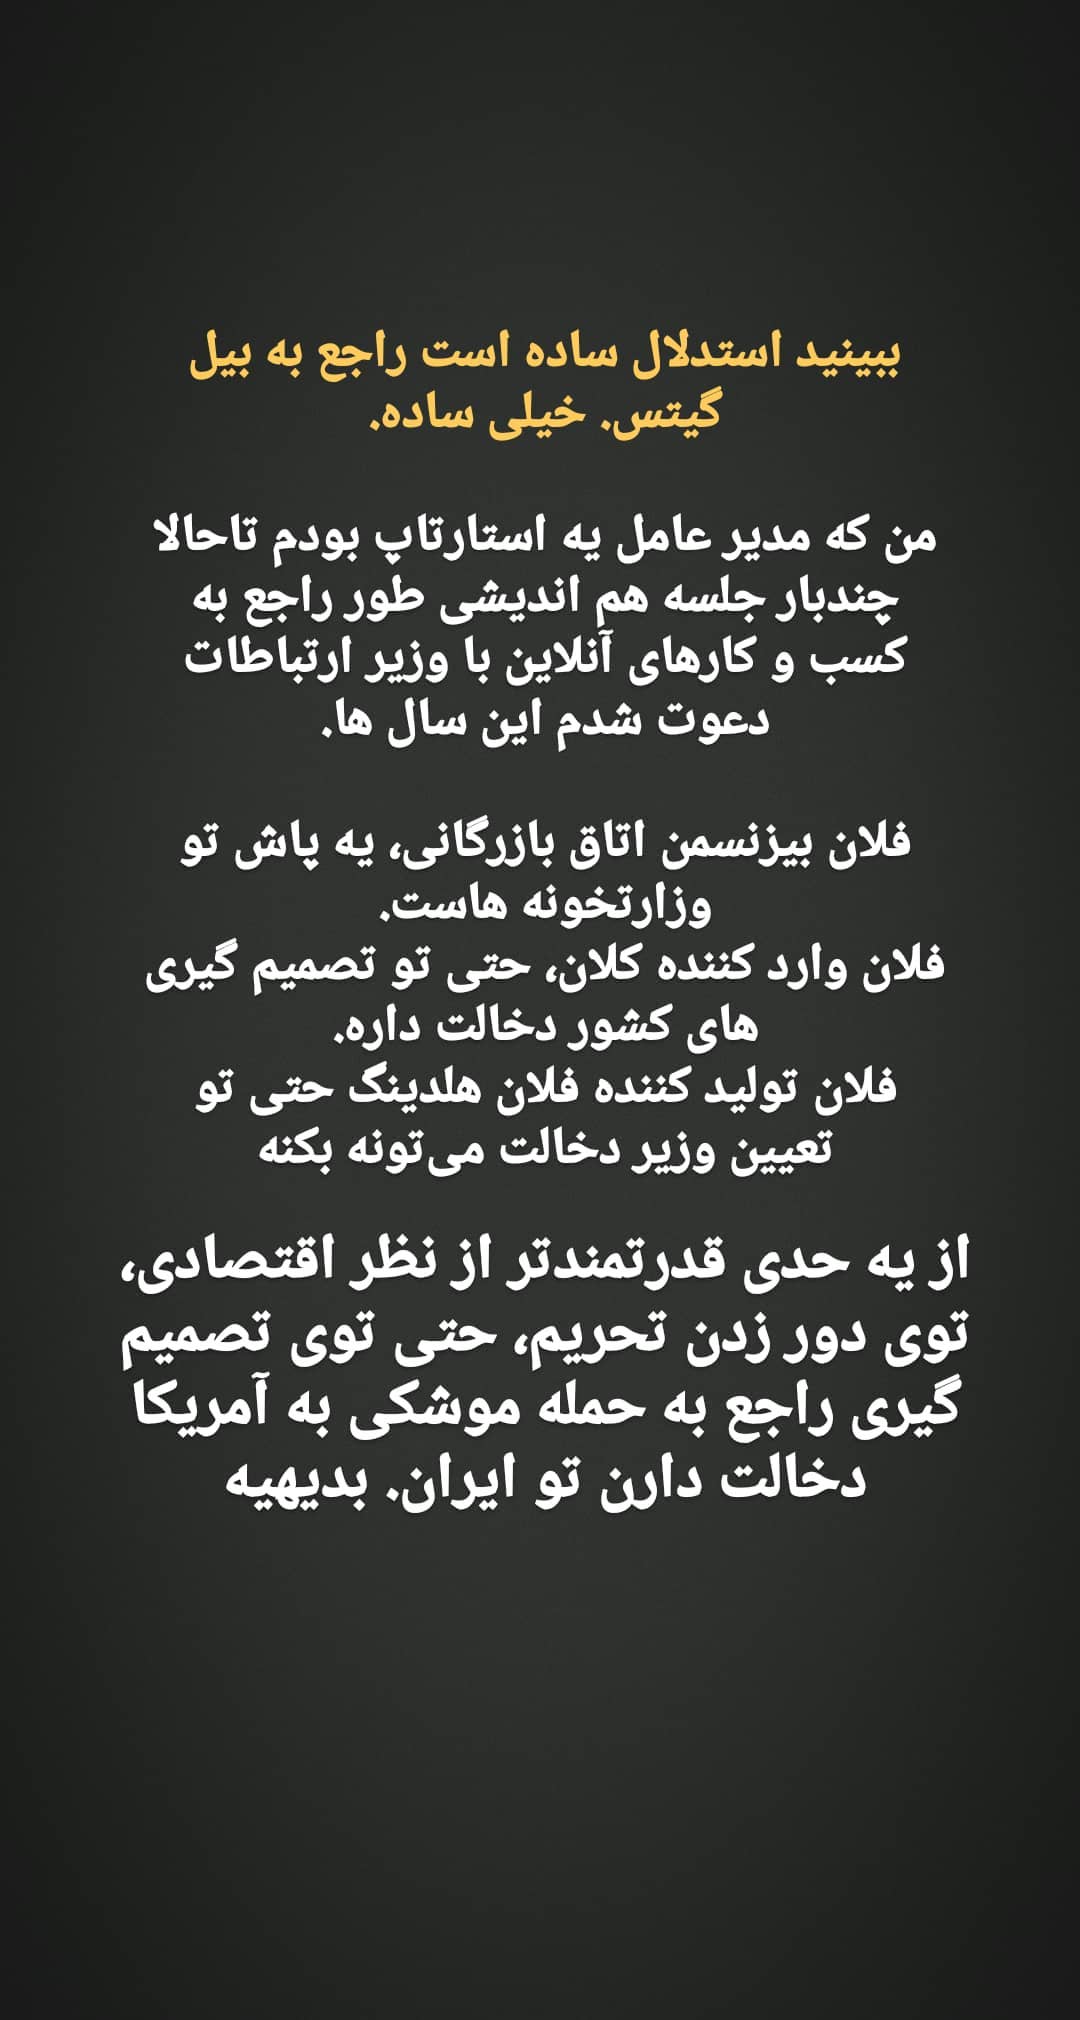 ببینید استدلال ساده است راجع به بیل
گیتس. خیلی ساده.
من که مدیر عامل یه استارتاپ بودم تاحالا
چندبار جلسه هم اندیشی طور راجع به
کسب و کارهای آنلاین با وزیر ارتباطات
دعوت شدم این سال ها.
فلان بیزنسمن اتاق بازرگانی، یه پاش تو
وزارتخونه هاست.
فلان وارد کننده کلان، حتی تو تصمیم گیری
های کشور دخالت داره.
فلان تولید کننده فلان هلدینگ حتی تو
تعیین وزیر دخالت می‌تونه بکنه
از یه حدی قدرتمندتر از نظر اقتصادی،
توی دور زدن تحریم، حتی توی تصمیم
گیری راجع به حمله موشکی به آمریکا
دخالت دارن تو ایران. بدیهیه